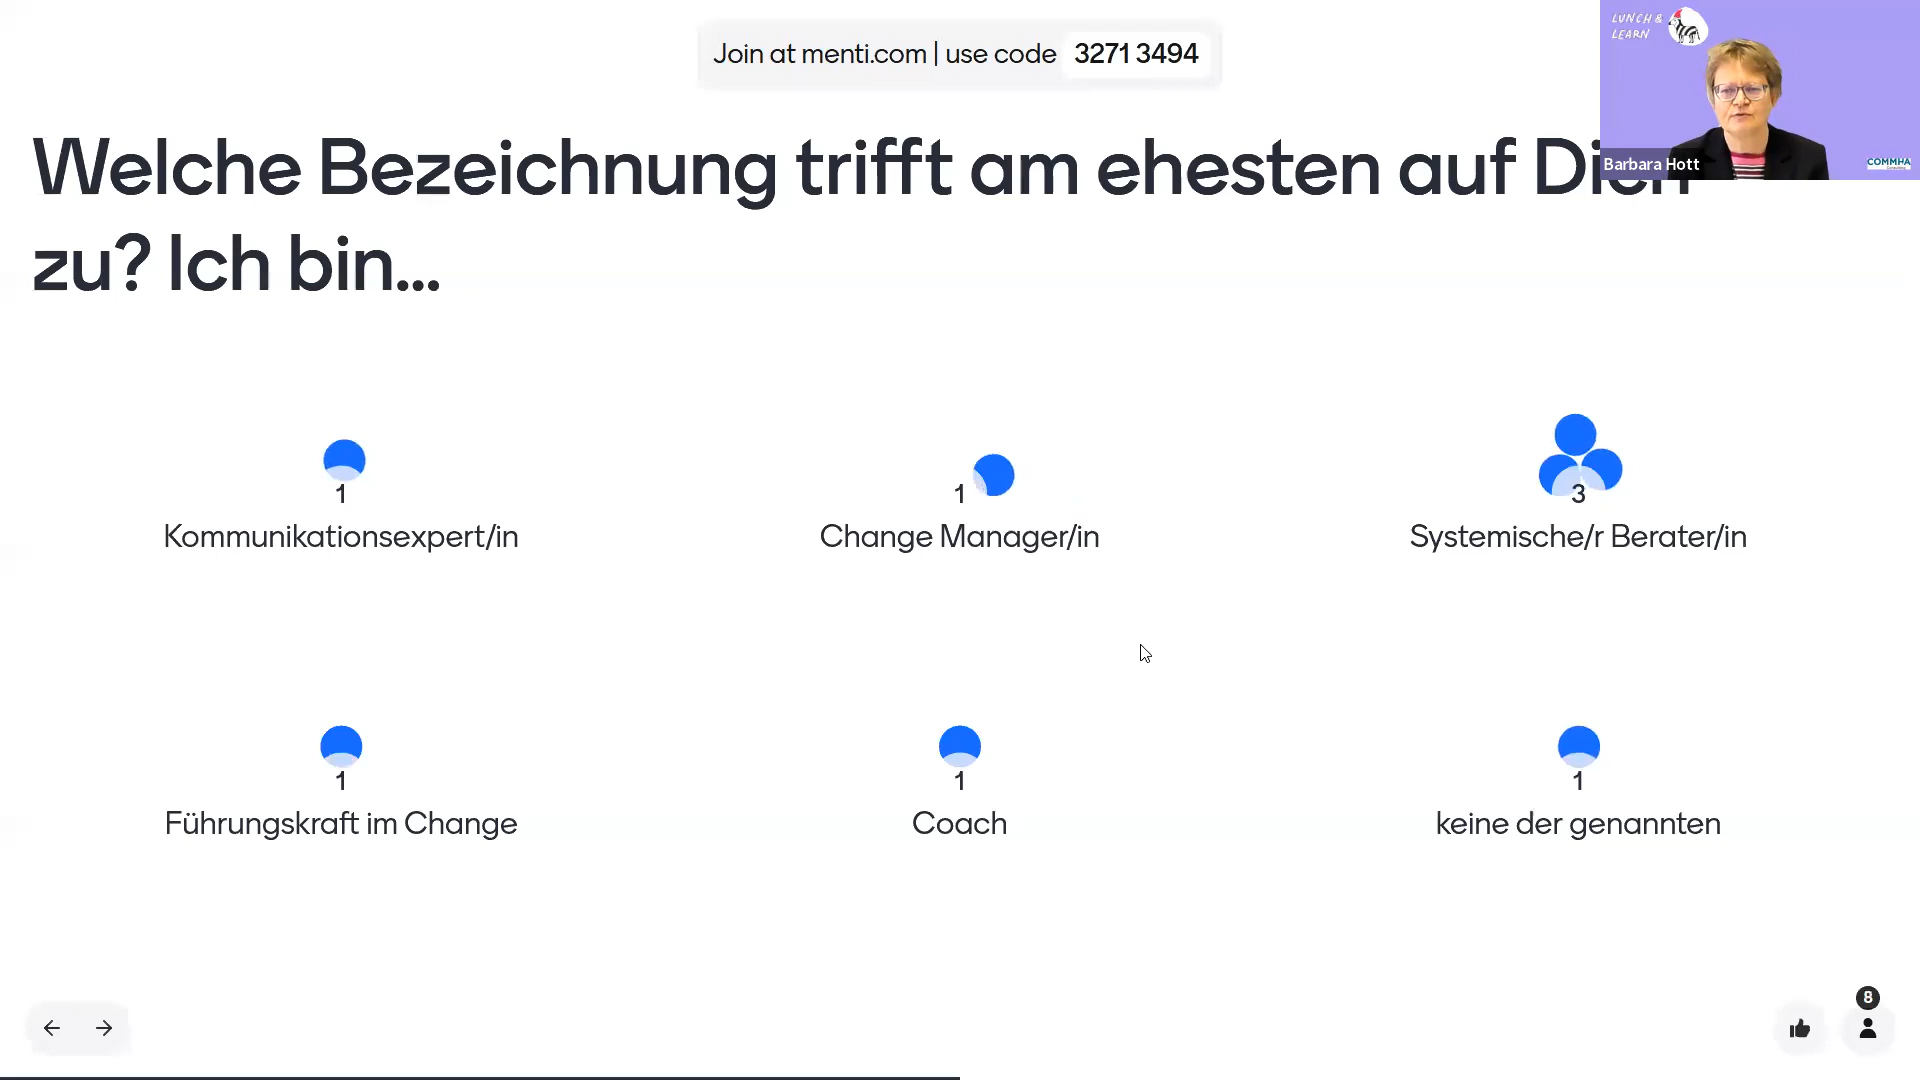 Join at menti.com | use code 3271 3494
LUNCH &
LEARN
Welche Bezeichnung trifft am ehesten auf Dich
zu? Ich bin...
Barbara Hott
COMMHA
1
Kommunikationsexpert/in
1
Change Manager/in
3
Systemische/r Berater/in
1
Führungskraft im Change
1
Coach
1
keine der genannten
8